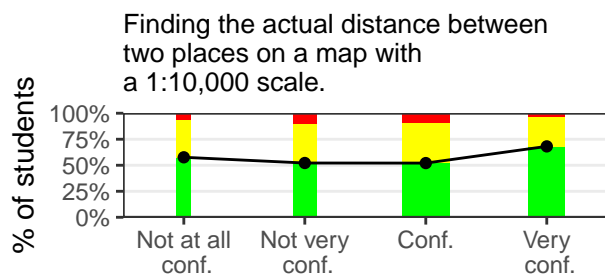 Finding the actual distance between
two places on a map with
a 1:10,000 scale.
% of students
100%
75%
50%
25%
0%
Not at all
conf.
Not very
conf.
Conf.
Very
conf.